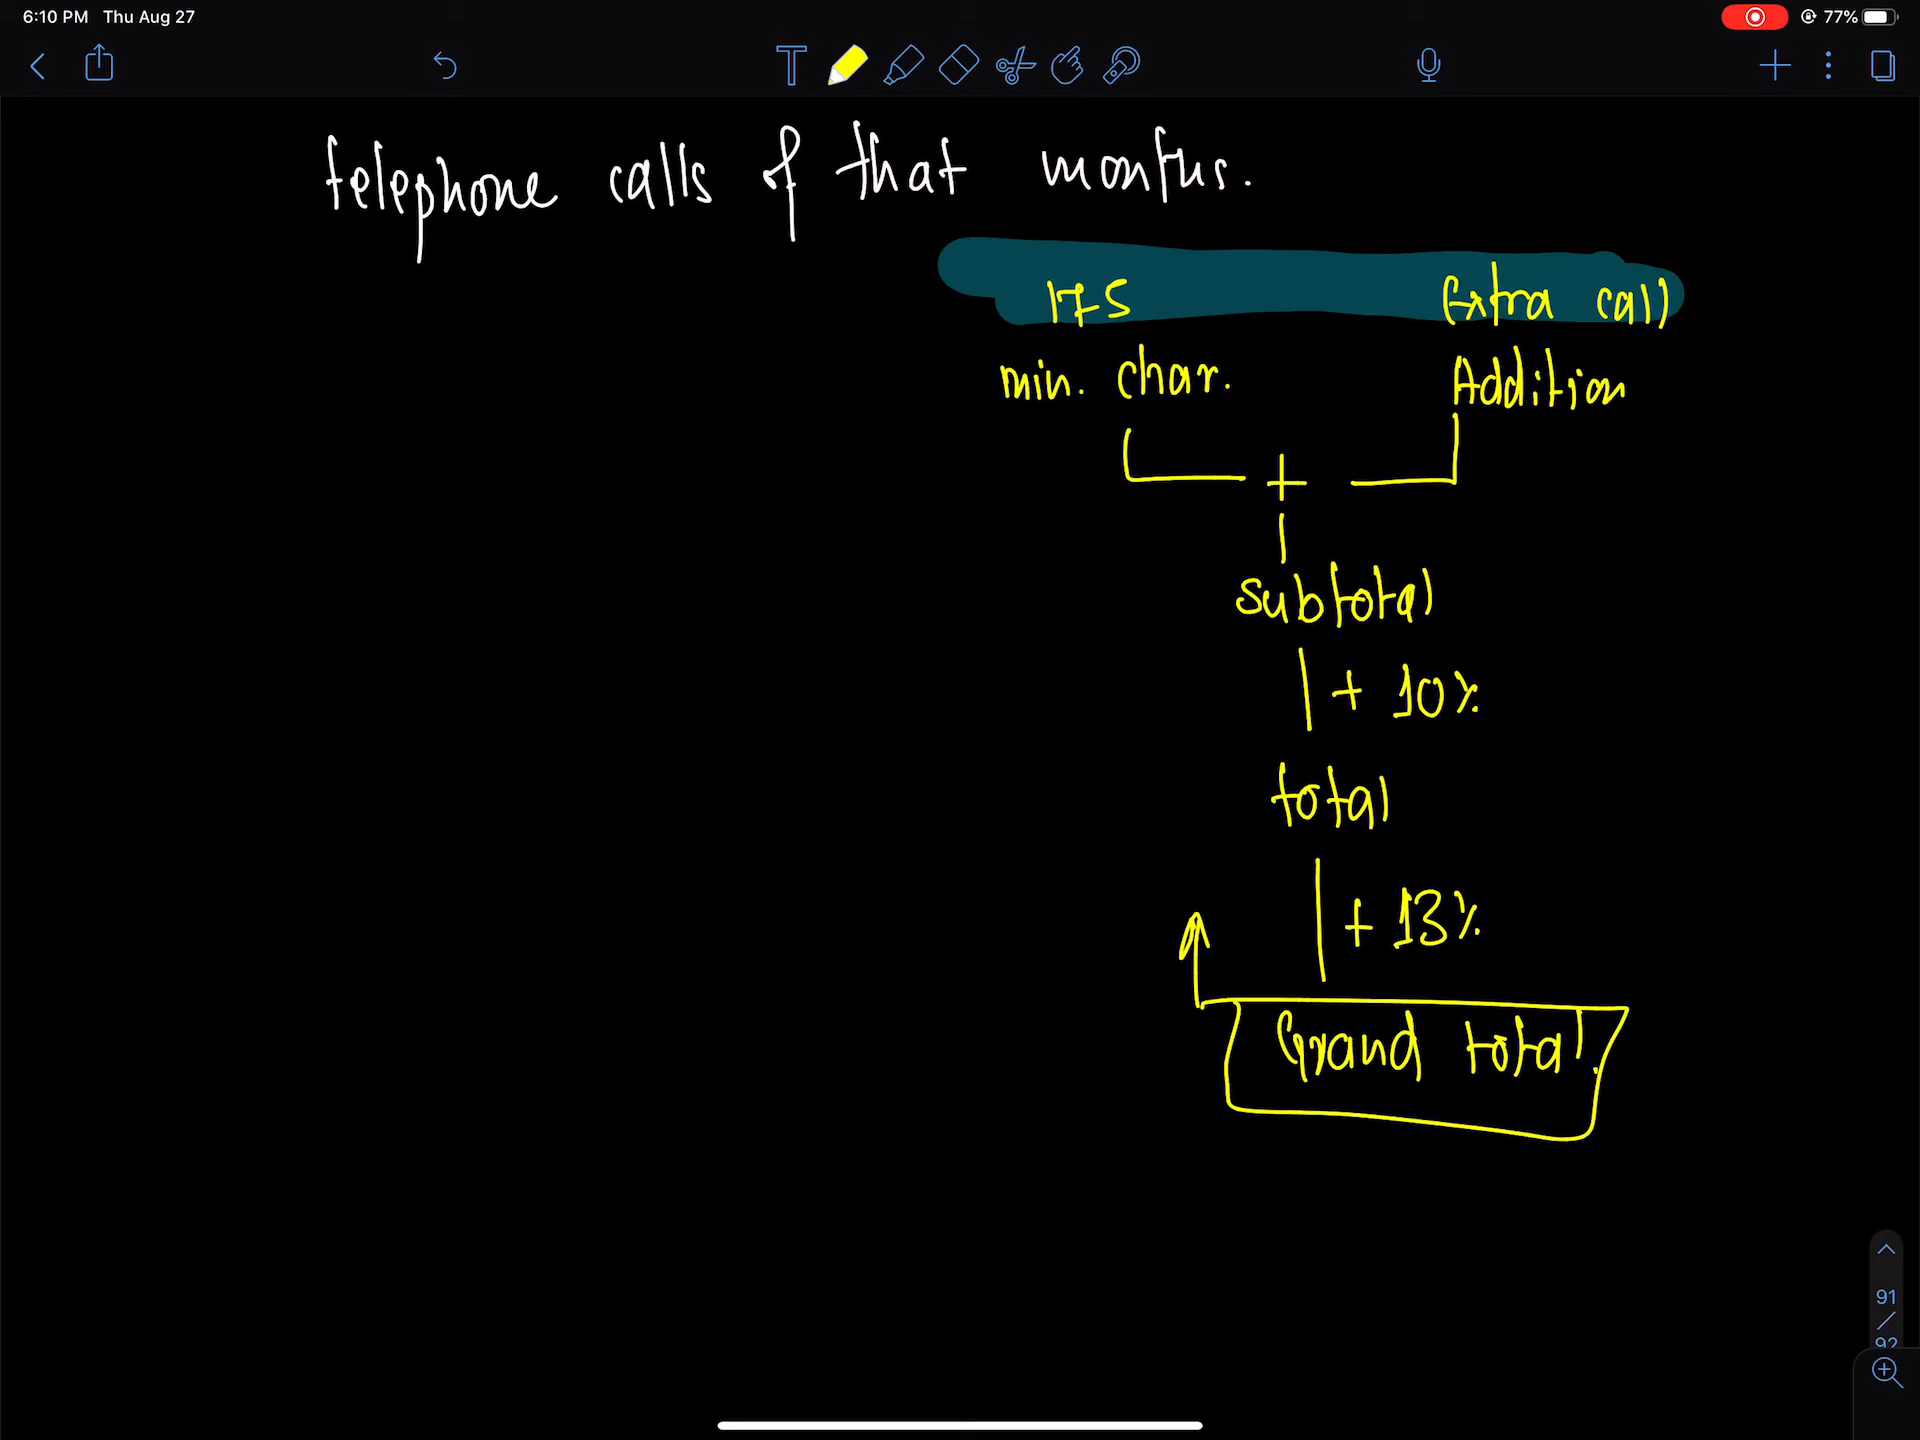 6:10 PM Thu Aug 27
77%
telephone calls of that months.
175 Extra call
min. char. Addition
+
subtotal
+ 10%
total
+ 13%
Grand total.
91
/
92